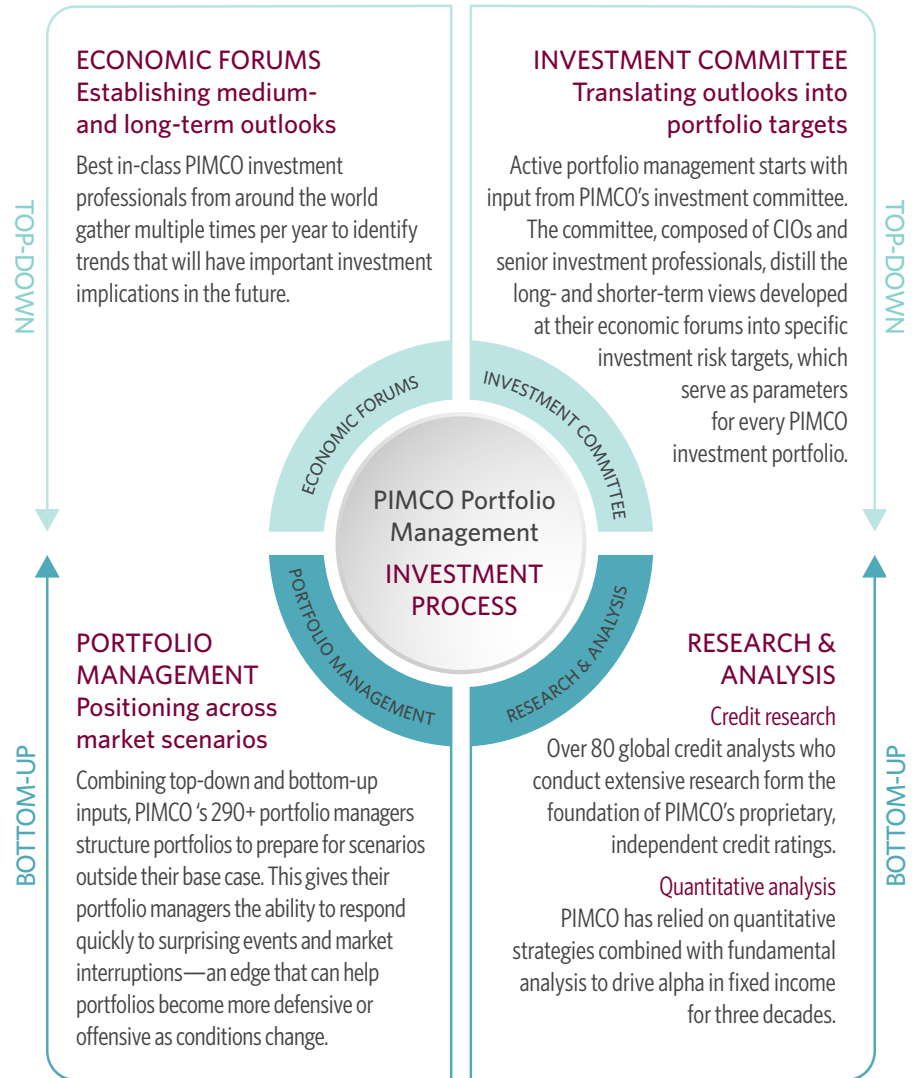 ECONOMIC FORUMS
Establishing medium-
and long-term outlooks
Best in-class PIMCO investment
professionals from around the world
gather multiple times per year to identify
trends that will have important investment
implications in the future.
TOP-DOWN
INVESTMENT COMMITTEE
Translating outlooks into
portfolio targets
Active portfolio management starts with
input from PIMCO’s investment committee.
The committee, composed of CIOs and
senior investment professionals, distill the
long- and shorter-term views developed
at their economic forums into specific
investment risk targets, which
serve as parameters
for every PIMCO
investment portfolio.
TOP-DOWN
ECONOMIC FORUMS
INVESTMENT COMMITTEE
PIMCO Portfolio
Management
INVESTMENT
PROCESS
PORTFOLIO MANAGEMENT
RESEARCH & ANALYSIS
PORTFOLIO
MANAGEMENT
Positioning across
market scenarios
Combining top-down and bottom-up
inputs, PIMCO ‘s 290+ portfolio managers
structure portfolios to prepare for scenarios
outside their base case. This gives their
portfolio managers the ability to respond
quickly to surprising events and market
interruptions—an edge that can help
portfolios become more defensive or
offensive as conditions change.
BOTTOM-UP
RESEARCH &
ANALYSIS
Credit research
Over 80 global credit analysts who
conduct extensive research form the
foundation of PIMCO’s proprietary,
independent credit ratings.
Quantitative analysis
PIMCO has relied on quantitative
strategies combined with fundamental
analysis to drive alpha in fixed income
for three decades.
BOTTOM-UP